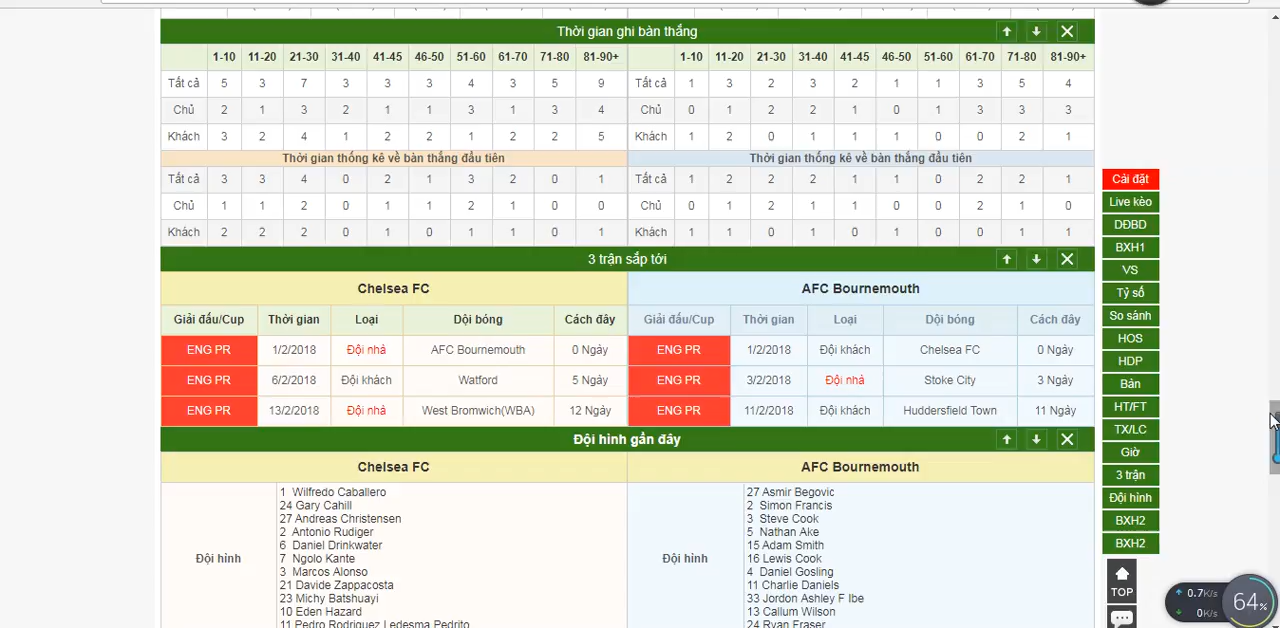 Thời gian ghi bàn thắng
1-10 11-20 21-30 31-40 41-45 46-50 51-60 61-70 71-80 81-90+ 1-10 11-20 21-30 31-40 41-45 46-50 51-60 61-70 71-80 81-90+
Tất cả 5 3 7 3 3 3 4 3 5 9 Tất cả 1 3 2 3 2 1 1 3 5 4
Chủ 2 1 3 2 1 1 3 1 3 4 Chủ 0 1 2 2 1 0 1 3 3 3
Khách 3 2 4 1 2 2 1 2 2 5 Khách 1 2 0 1 1 1 0 0 2 1
Thời gian thống kê về bàn thắng đầu tiên Thời gian thống kê về bàn thắng đầu tiên
Tất cả 3 3 4 0 2 1 3 2 0 1 Tất cả 1 2 2 2 1 1 0 2 2 1
Chủ 1 1 2 0 1 1 2 1 0 0 Chủ 0 1 2 1 1 0 0 2 1 0
Khách 2 2 2 0 1 1 1 0 1 Khách 1 1 0 1 0 1 0 0 1 1
3 trận sắp tới
Chelsea FC AFC Bournemouth
Giải đấu/Cup Thời gian Loại Dội bóng Cách đây Giải đấu/Cup Thời gian Loại Dội bóng Cách đây
ENG PR 1/2/2018 Đội nhà AFC Bournemouth 0 Ngày ENG PR 1/2/2018 Đội khách Chelsea FC 0 Ngày
ENG PR 6/2/2018 Đội khách Watford 5 Ngày ENG PR 3/2/2018 Đội nhà Stoke City 3 Ngày
ENG PR 13/2/2018 Đội nhà West Bromwich(WBA) 12 Ngày ENG PR 11/2/2018 Đội khách Huddersfield Town 11 Ngày
Đội hình gần đây
Chelsea FC AFC Bournemouth
Đội hình
1 Wilfredo Caballero
24 Gary Cahill
27 Andreas Christensen
2 Antonio Rudiger
6 Daniel Drinkwater
7 Ngolo Kante
3 Marcos Alonso
21 Davide Zappacosta
23 Michy Batshuayi
10 Eden Hazard
11 Pedro Rodriguez Ledesma Pedrito
Đội hình
27 Asmir Begovic
2 Simon Francis
3 Steve Cook
5 Nathan Ake
15 Adam Smith
16 Lewis Cook
4 Daniel Gosling
11 Charlie Daniels
33 Jordon Ashley F Ibe
13 Callum Wilson
24 Ryan Fraser
Cải đặt
Live kèo
DĐBD
BXH1
VS
Tỷ số
So sánh
HOS
HDP
Bản
HT/FT
TX/LC
Giờ
3 trận
Đội hình
BXH2
BXH2
TOP
0.7K/s
0K/s
64%